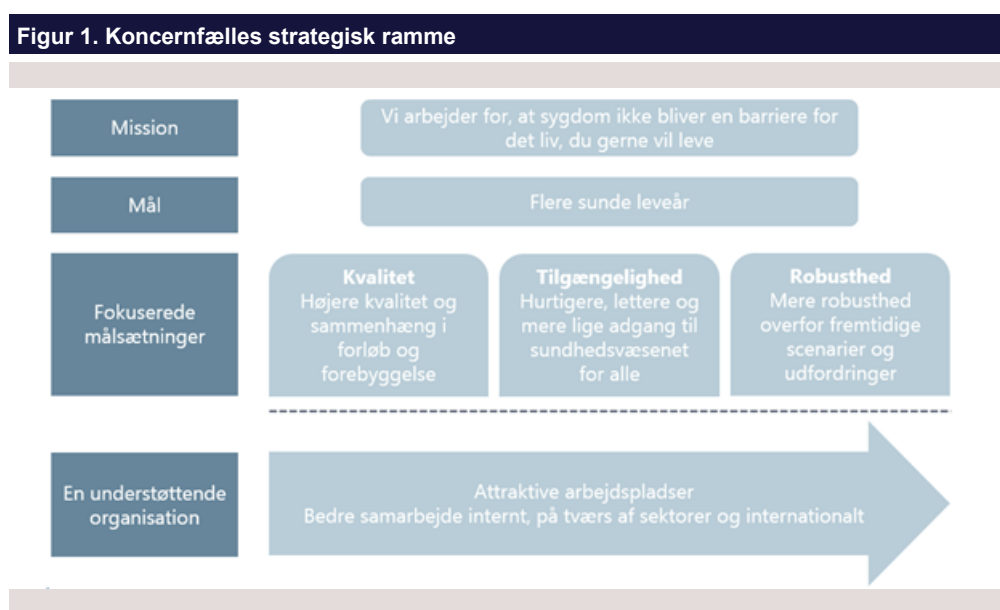 Figur 1. Koncernfælles strategisk ramme
Mission
Vi arbejder for, at sygdom ikke bliver en barriere for
det liv, du gerne vil leve
Mål
Flere sunde leveår
Fokuserede
målsætninger
Kvalitet
Højere kvalitet og
sammenhæng i
forløb og
forebyggelse
Tilgængelighed
Hurtigere, lettere og
mere lige adgang til
sundhedsvæsenet
for alle
Robusthed
Mere robusthed
overfor fremtidige
scenarier og
udfordringer
En understøttende
organisation
Attraktive arbejdspladser
Bedre samarbejde internt, på tværs af sektorer og internationalt